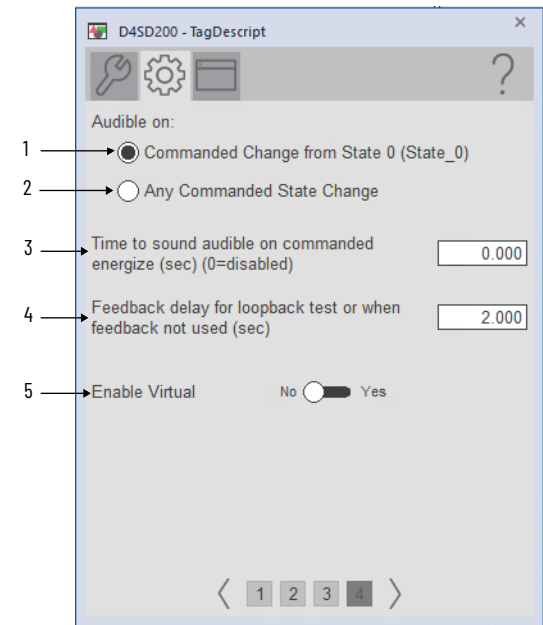 D4SD200 - TagDescript
×
?
Audible on:
1
Commanded Change from State 0 (State_0)
2
Any Commanded State Change
3
Time to sound audible on commanded
energize (sec) (0=disabled)
0.000
4
Feedback delay for loopback test or when
feedback not used (sec)
2.000
5
Enable Virtual No Yes
1 2 3 4